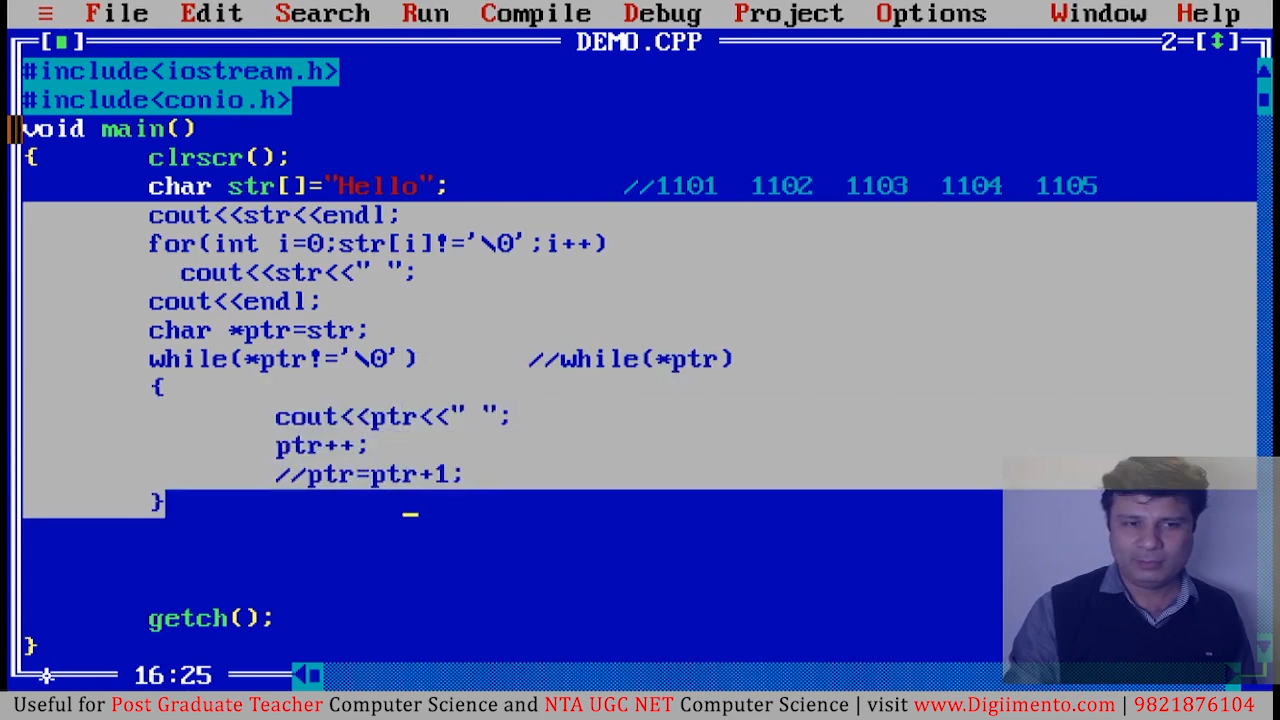 ≡ File Edit Search Run Compile Debug Project Options Window Help
[■] DEMO.CPP 2=[↕]
#include<iostream.h>
#include<conio.h>
void main()
{ clrscr();
char str[]="Hello"; //1101 1102 1103 1104 1105
cout<<str<<endl;
for(int i=0;str[i]!='\0';i++)
cout<<str<<" ";
cout<<endl;
char *ptr=str;
while(*ptr!='\0') //while(*ptr)
{
cout<<ptr<<" ";
ptr++;
//ptr=ptr+1;
}
getch();
}
16:25
Useful for Post Graduate Teacher Computer Science and NTA UGC NET Computer Science | visit www.Digiimento.com | 9821876104